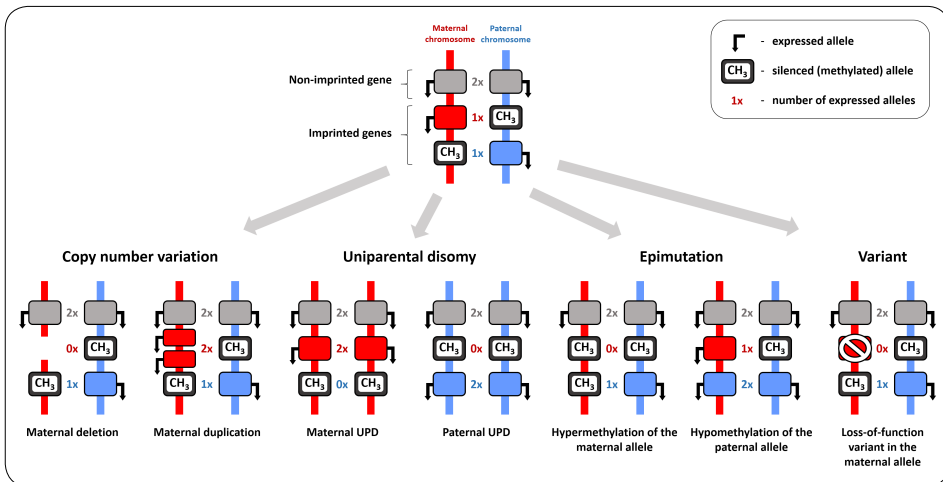 Maternal chromosome
Paternal chromosome
Non-imprinted gene
2x
Imprinted genes
1x
CH3
CH3
1x
- expressed allele
CH3 - silenced (methylated) allele
1x - number of expressed alleles
Copy number variation
Uniparental disomy
Epimutation
Variant
2x
2x
2x
2x
2x
2x
2x
0x CH3
2x CH3
2x
CH3 0x CH3
CH3 0x CH3
1x CH3
0x CH3
CH3 1x
CH3 1x
CH3 0x CH3
2x
CH3 1x
2x
CH3 1x
Maternal deletion
Maternal duplication
Maternal UPD
Paternal UPD
Hypermethylation of the
maternal allele
Hypomethylation of the
paternal allele
Loss-of-function
variant in the
maternal allele